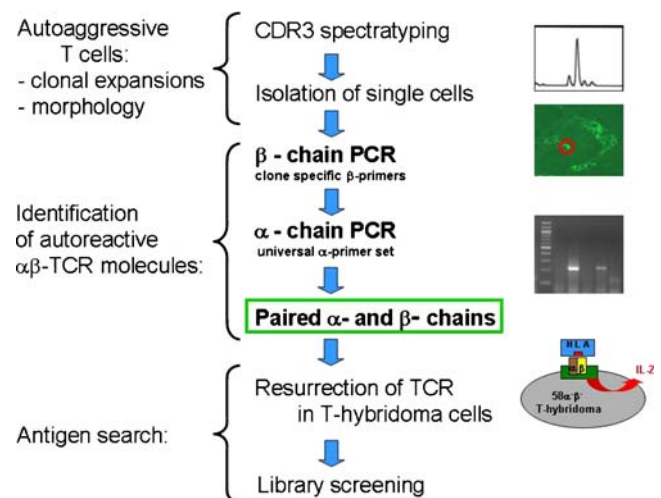 Autoaggressive
T cells:
- clonal expansions
- morphology
CDR3 spectratyping
Isolation of single cells
Identification
of autoreactive
αβ-TCR molecules:
β - chain PCR
clone specific β-primers
α - chain PCR
universal α-primer set
Paired α- and β- chains
Antigen search:
Resurrection of TCR
in T-hybridoma cells
Library screening
HLA
α β
IL-2
58α-β-
T-hybridoma